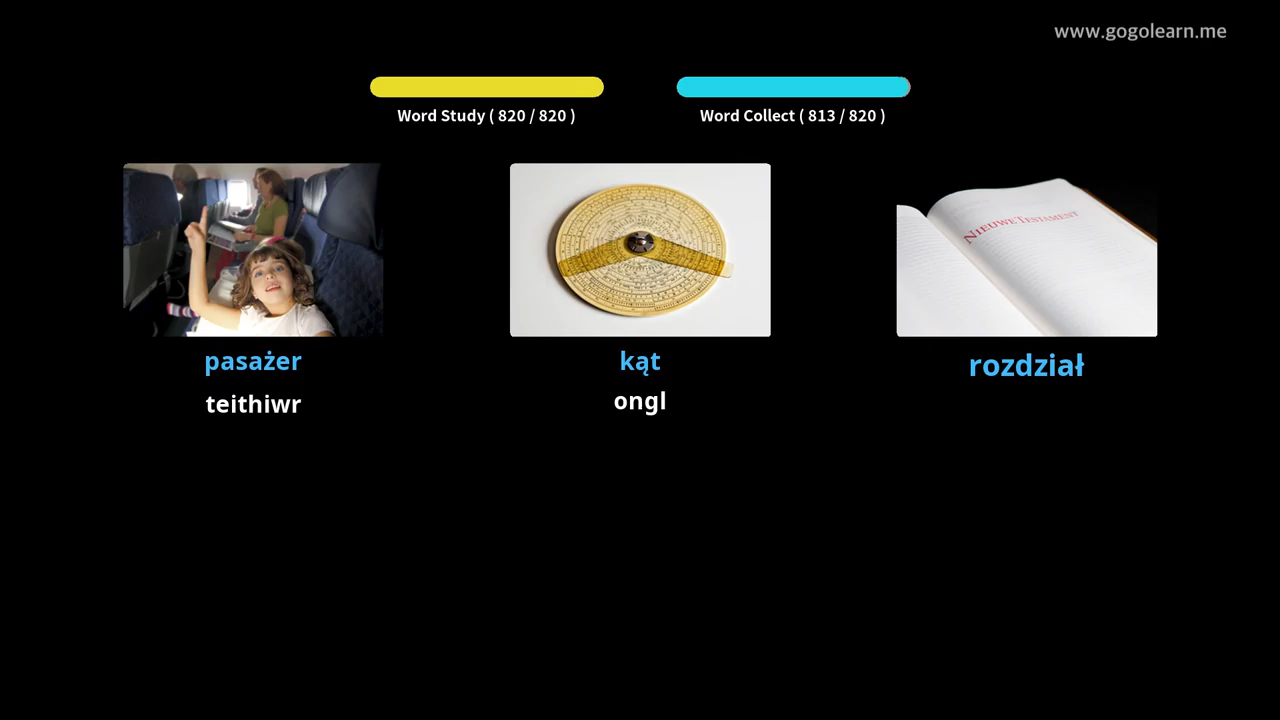 www.gogolearn.me
Word Study ( 820 / 820 )
Word Collect ( 813 / 820 )
NIEUWE TESTAMENT
pasażer
kąt
rozdział
teithiwr
ongl